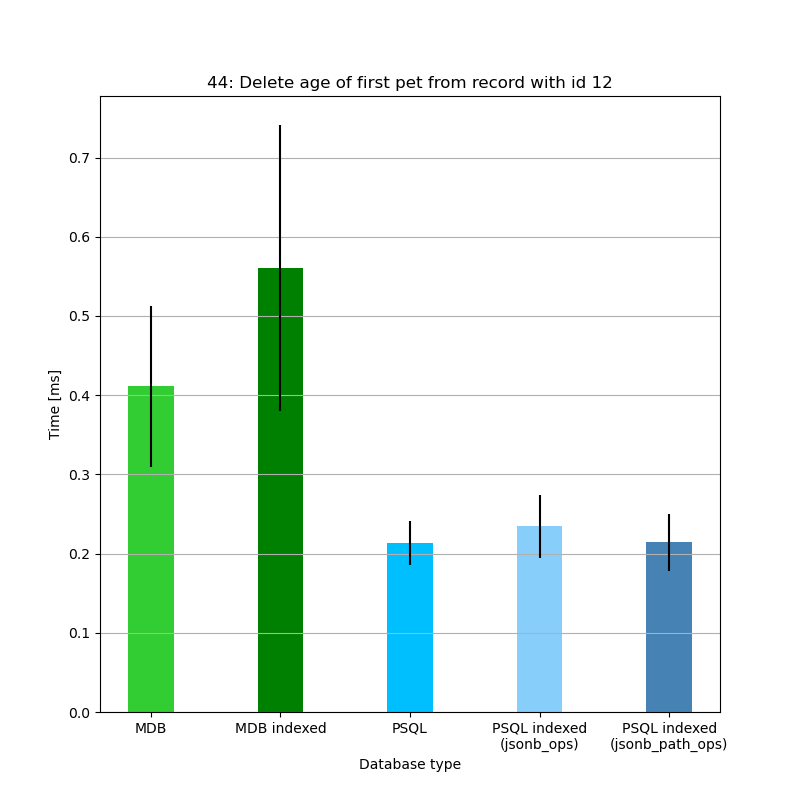 44: Delete age of first pet from record with id 12
Time [ms]
0.7
0.6
0.5
0.4
0.3
0.2
0.1
0.0
MDB
MDB indexed
PSQL
PSQL indexed
(jsonb_ops)
PSQL indexed
(jsonb_path_ops)
Database type